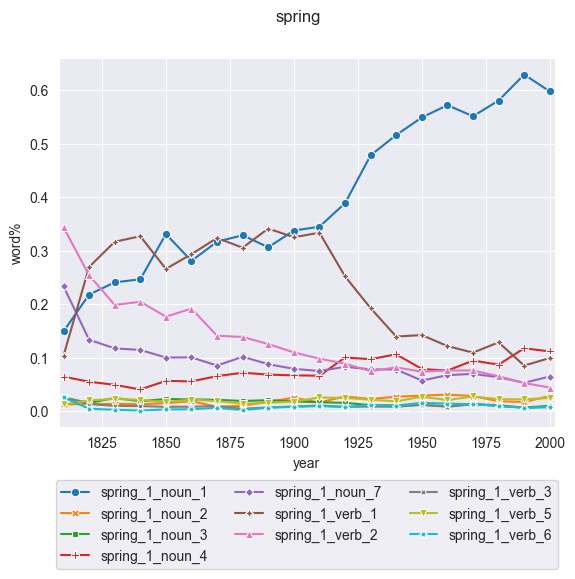 spring
0.6
0.5
0.4
0.3
0.2
0.1
0.0
word%
1825 1850 1875 1900 1925 1950 1975 2000
year
spring_1_noun_1 spring_1_noun_7 spring_1_verb_3
spring_1_noun_2 spring_1_verb_1 spring_1_verb_5
spring_1_noun_3 spring_1_verb_2 spring_1_verb_6
spring_1_noun_4